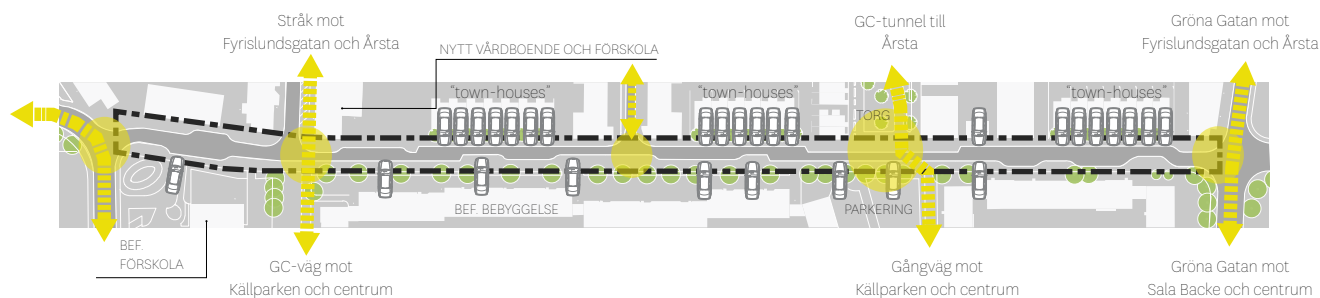 Stråk mot
Fyrislundsgatan och Årsta
NYTT VÅRDBOENDE OCH FÖRSKOLA
GC-tunnel till
Årsta
Gröna Gatan mot
Fyrislundsgatan och Årsta
"town-houses"
"town-houses"
"town-houses"
TORG
BEF. BEBYGGELSE
PARKERING
BEF.
FÖRSKOLA
GC-väg mot
Källparken och centrum
Gångväg mot
Källparken och centrum
Gröna Gatan mot
Sala Backe och centrum